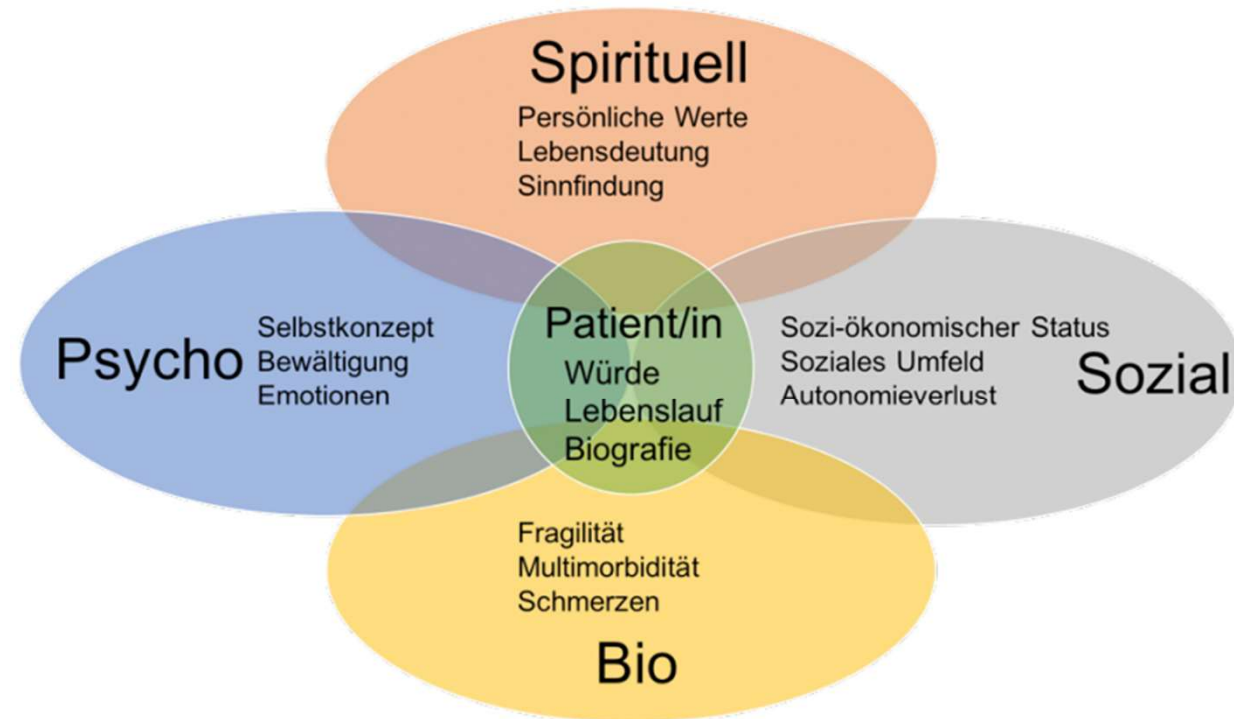 Spirituell
Persönliche Werte
Lebensdeutung
Sinnfindung
Psycho
Selbstkonzept
Bewältigung
Emotionen
Patient/in
Würde
Lebenslauf
Biografie
Sozi-ökonomischer Status
Soziales Umfeld
Autonomieverlust
Sozial
Fragilität
Multimorbidität
Schmerzen
Bio